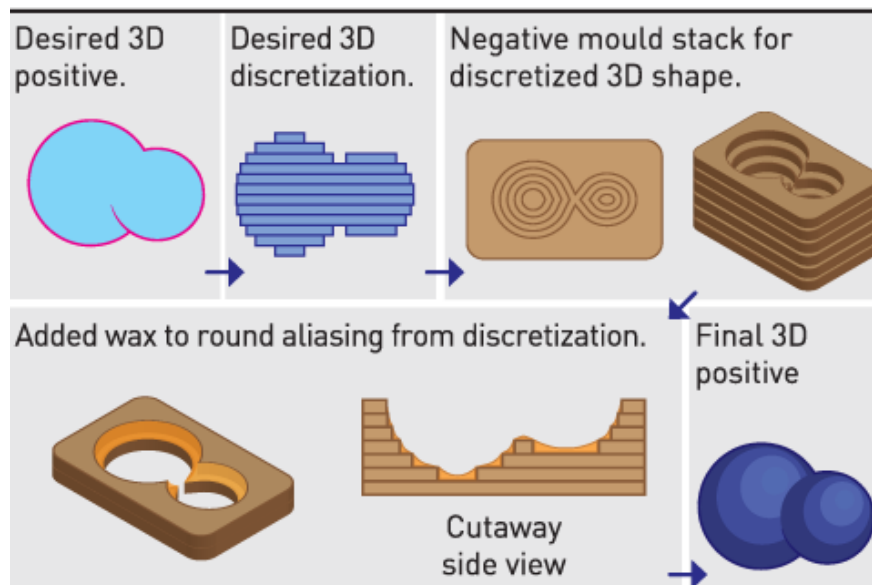 Desired 3D
positive.
Desired 3D
discretization.
Negative mould stack for
discretized 3D shape.
Added wax to round aliasing from discretization.
Cutaway
side view
Final 3D
positive